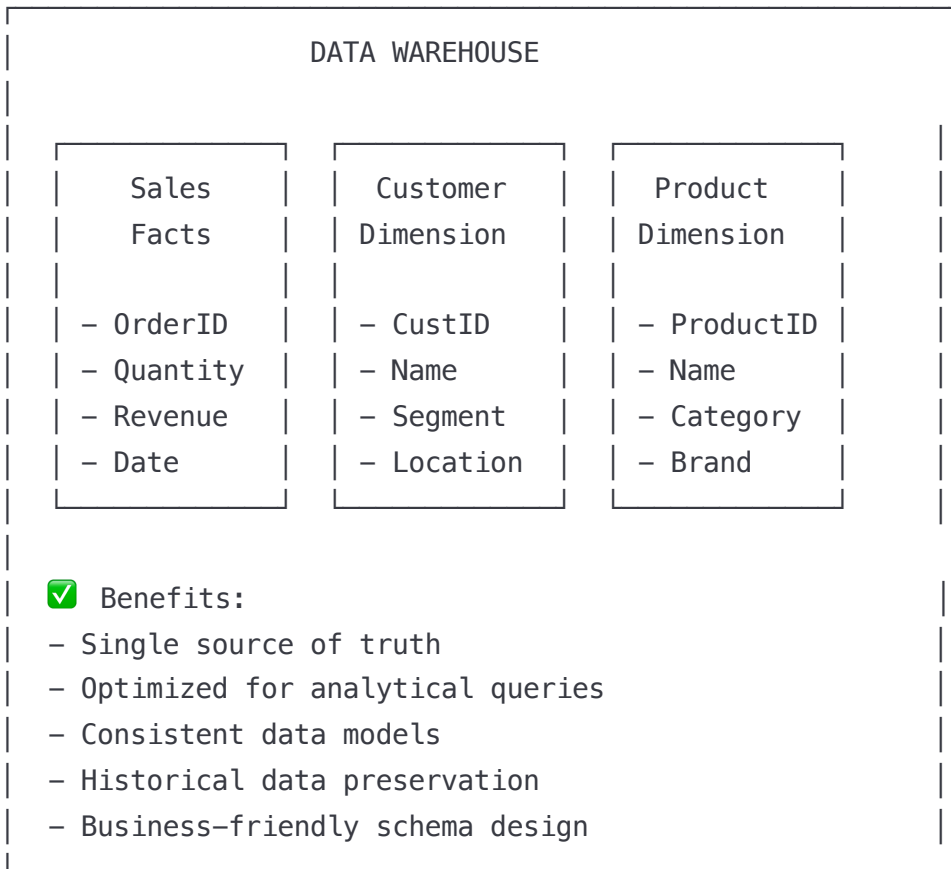 DATA WAREHOUSE
Sales Customer Product
Facts Dimension Dimension
– OrderID – CustID – ProductID
– Quantity – Name – Name
– Revenue – Segment – Category
– Date – Location – Brand
✅ Benefits:
– Single source of truth
– Optimized for analytical queries
– Consistent data models
– Historical data preservation
– Business–friendly schema design